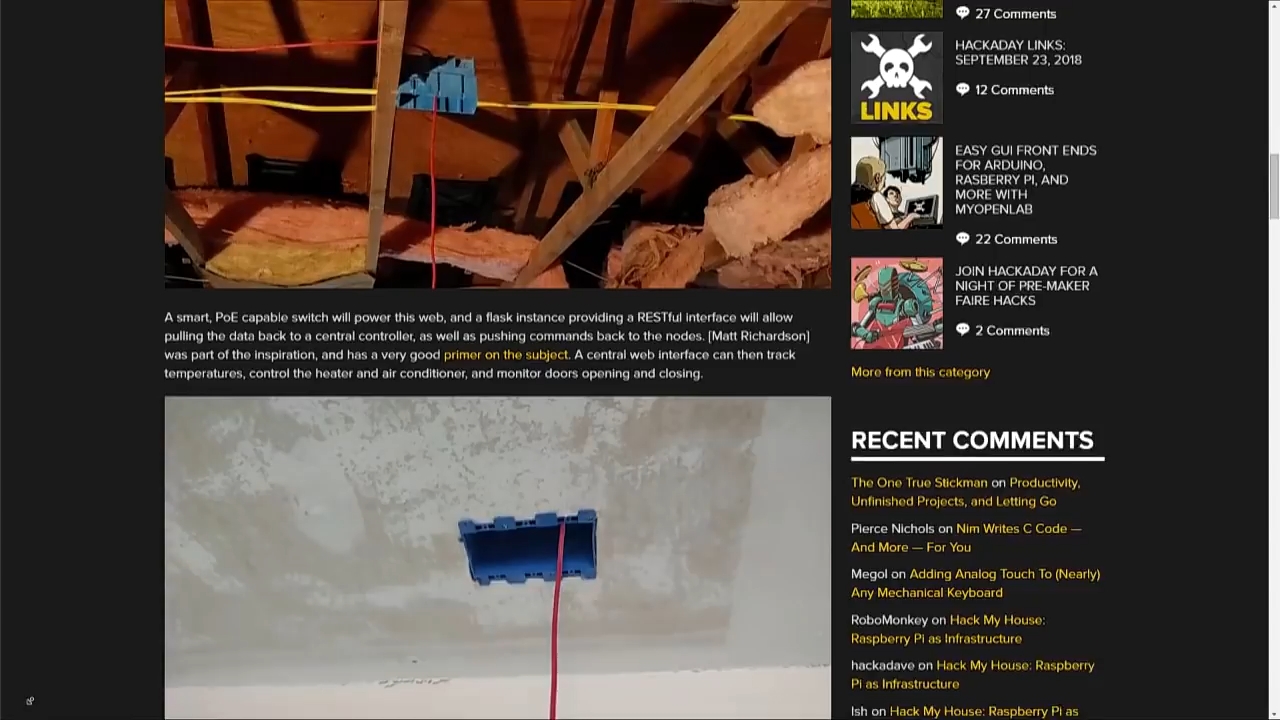 A smart, PoE capable switch will power this web, and a flask instance providing a RESTful interface will allow
pulling the data back to a central controller, as well as pushing commands back to the nodes. [Matt Richardson]
was part of the inspiration, and has a very good primer on the subject. A central web interface can then track
temperatures, control the heater and air conditioner, and monitor doors opening and closing.
27 Comments
LINKS
HACKADAY LINKS:
SEPTEMBER 23, 2018
12 Comments
EASY GUI FRONT ENDS
FOR ARDUINO,
RASBERRY PI, AND
MORE WITH
MYOPENLAB
22 Comments
JOIN HACKADAY FOR A
NIGHT OF PRE-MAKER
FAIRE HACKS
2 Comments
More from this category
RECENT COMMENTS
The One True Stickman on Productivity,
Unfinished Projects, and Letting Go
Pierce Nichols on Nim Writes C Code —
And More — For You
Megol on Adding Analog Touch To (Nearly)
Any Mechanical Keyboard
RoboMonkey on Hack My House:
Raspberry Pi as Infrastructure
hackadave on Hack My House: Raspberry
Pi as Infrastructure
Ish on Hack My House: Raspberry Pi as